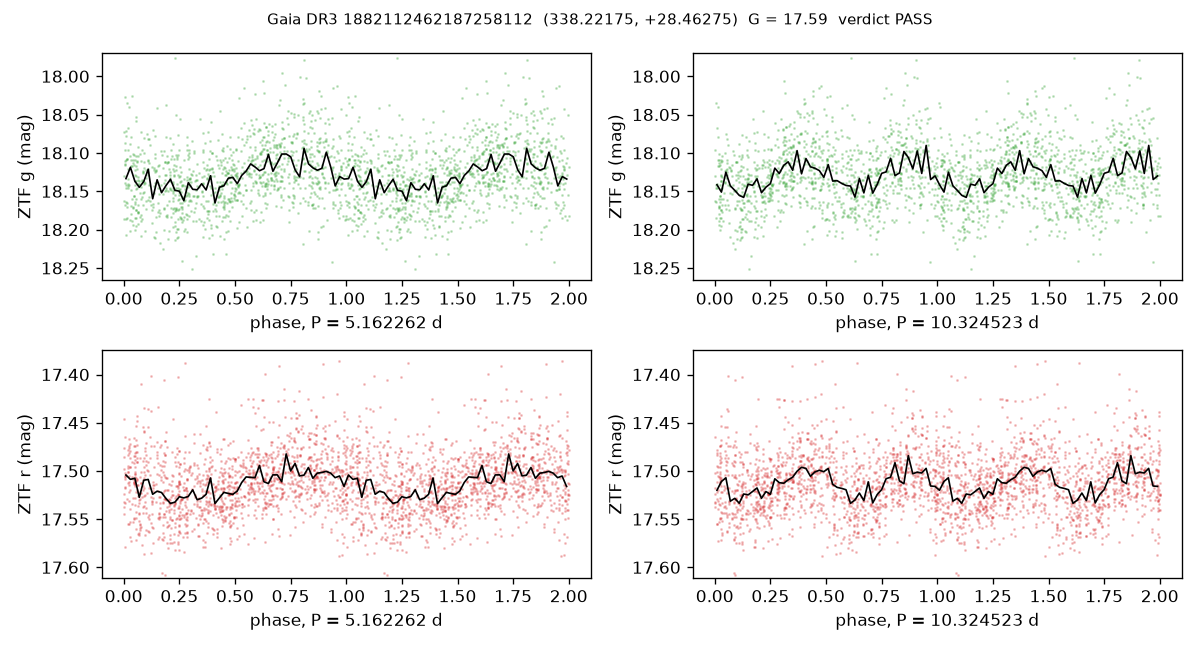 Gaia DR3 1882112462187258112 (338.22175, +28.46275) G = 17.59 verdict PASS
ZTF g (mag)
18.00
18.05
18.10
18.15
18.20
18.25
0.00 0.25 0.50 0.75 1.00 1.25 1.50 1.75 2.00
phase, P = 5.162262 d
ZTF g (mag)
18.00
18.05
18.10
18.15
18.20
18.25
0.00 0.25 0.50 0.75 1.00 1.25 1.50 1.75 2.00
phase, P = 10.324523 d
ZTF r (mag)
17.40
17.45
17.50
17.55
17.60
0.00 0.25 0.50 0.75 1.00 1.25 1.50 1.75 2.00
phase, P = 5.162262 d
ZTF r (mag)
17.40
17.45
17.50
17.55
17.60
0.00 0.25 0.50 0.75 1.00 1.25 1.50 1.75 2.00
phase, P = 10.324523 d